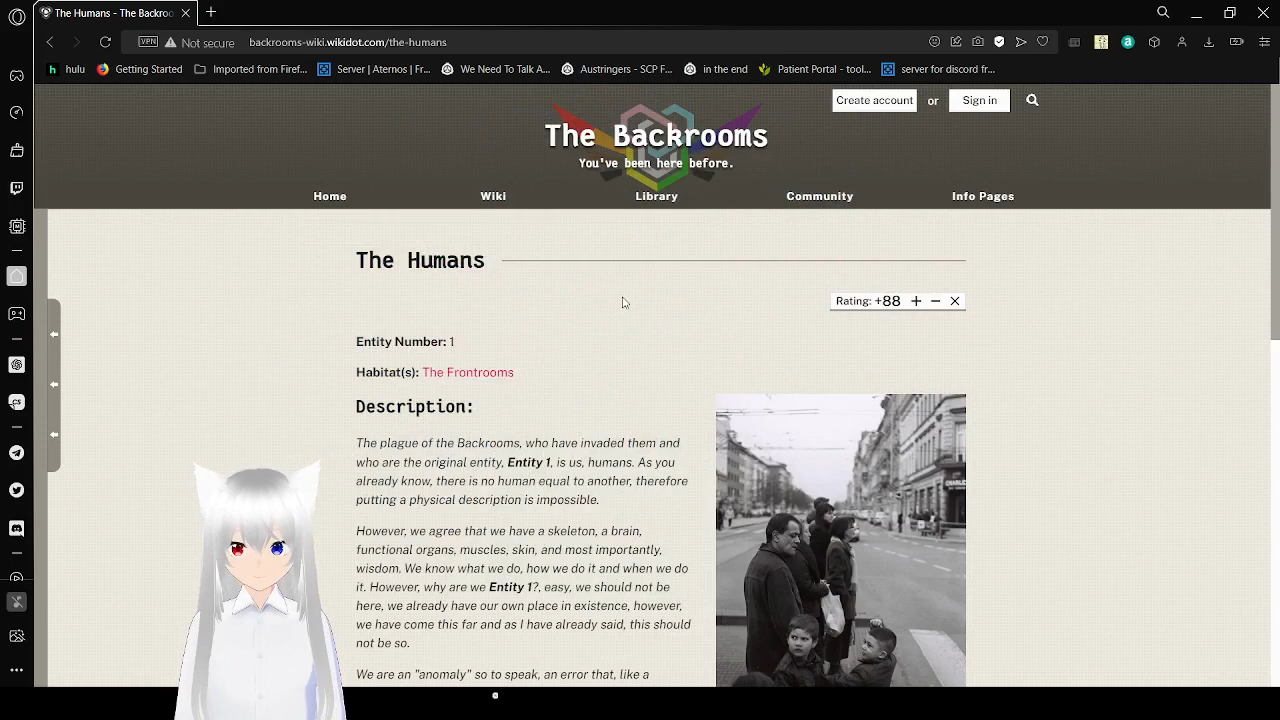 The Humans - The Backroo
VPN Not secure backrooms-wiki.wikidot.com/the-humans
hulu Getting Started Imported from Firef... Server | Aternos | Fr... We Need To Talk A... Austringers - SCP F... in the end Patient Portal - tool... server for discord fr...
Create account or Sign in
The Backrooms
You've been here before.
Home Wiki Library Community Info Pages
The Humans
Rating: +88 + − ×
Entity Number: 1
Habitat(s): The Frontrooms
Description:
The plague of the Backrooms, who have invaded them and
who are the original entity, Entity 1, is us, humans. As you
already know, there is no human equal to another, therefore
putting a physical description is impossible.
However, we agree that we have a skeleton, a brain,
functional organs, muscles, skin, and most importantly,
wisdom. We know what we do, how we do it and when we do
it. However, why are we Entity 1?, easy, we should not be
here, we already have our own place in existence, however,
we have come this far and as I have already said, this should
not be so.
We are an "anomaly" so to speak, an error that, like a